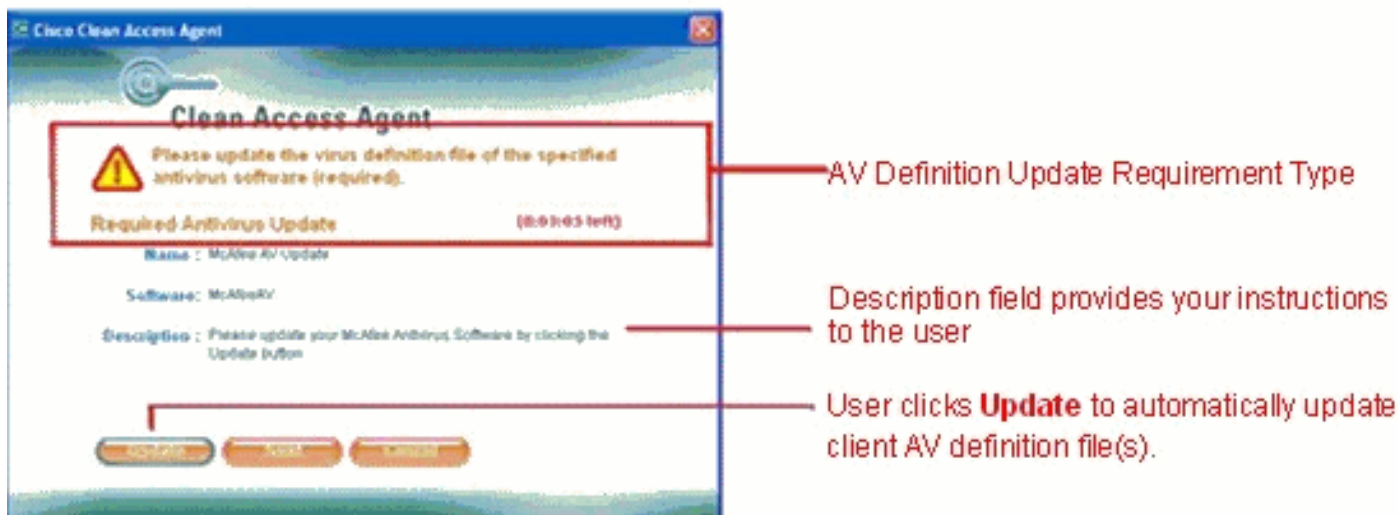 Cisco Clean Access Agent
Clean Access Agent
Please update the virus definition file of the specified
antivirus software (required).
AV Definition Update Requirement Type
Required Antivirus Update
left)
Name : McAfee AV Update
Software: McAfeeAV
Description : Please update your McAfee Antivirus Software by clicking the
Update button
Description field provides your instructions
to the user
User clicks Update to automatically update
client AV definition file(s).
Update
Cancel